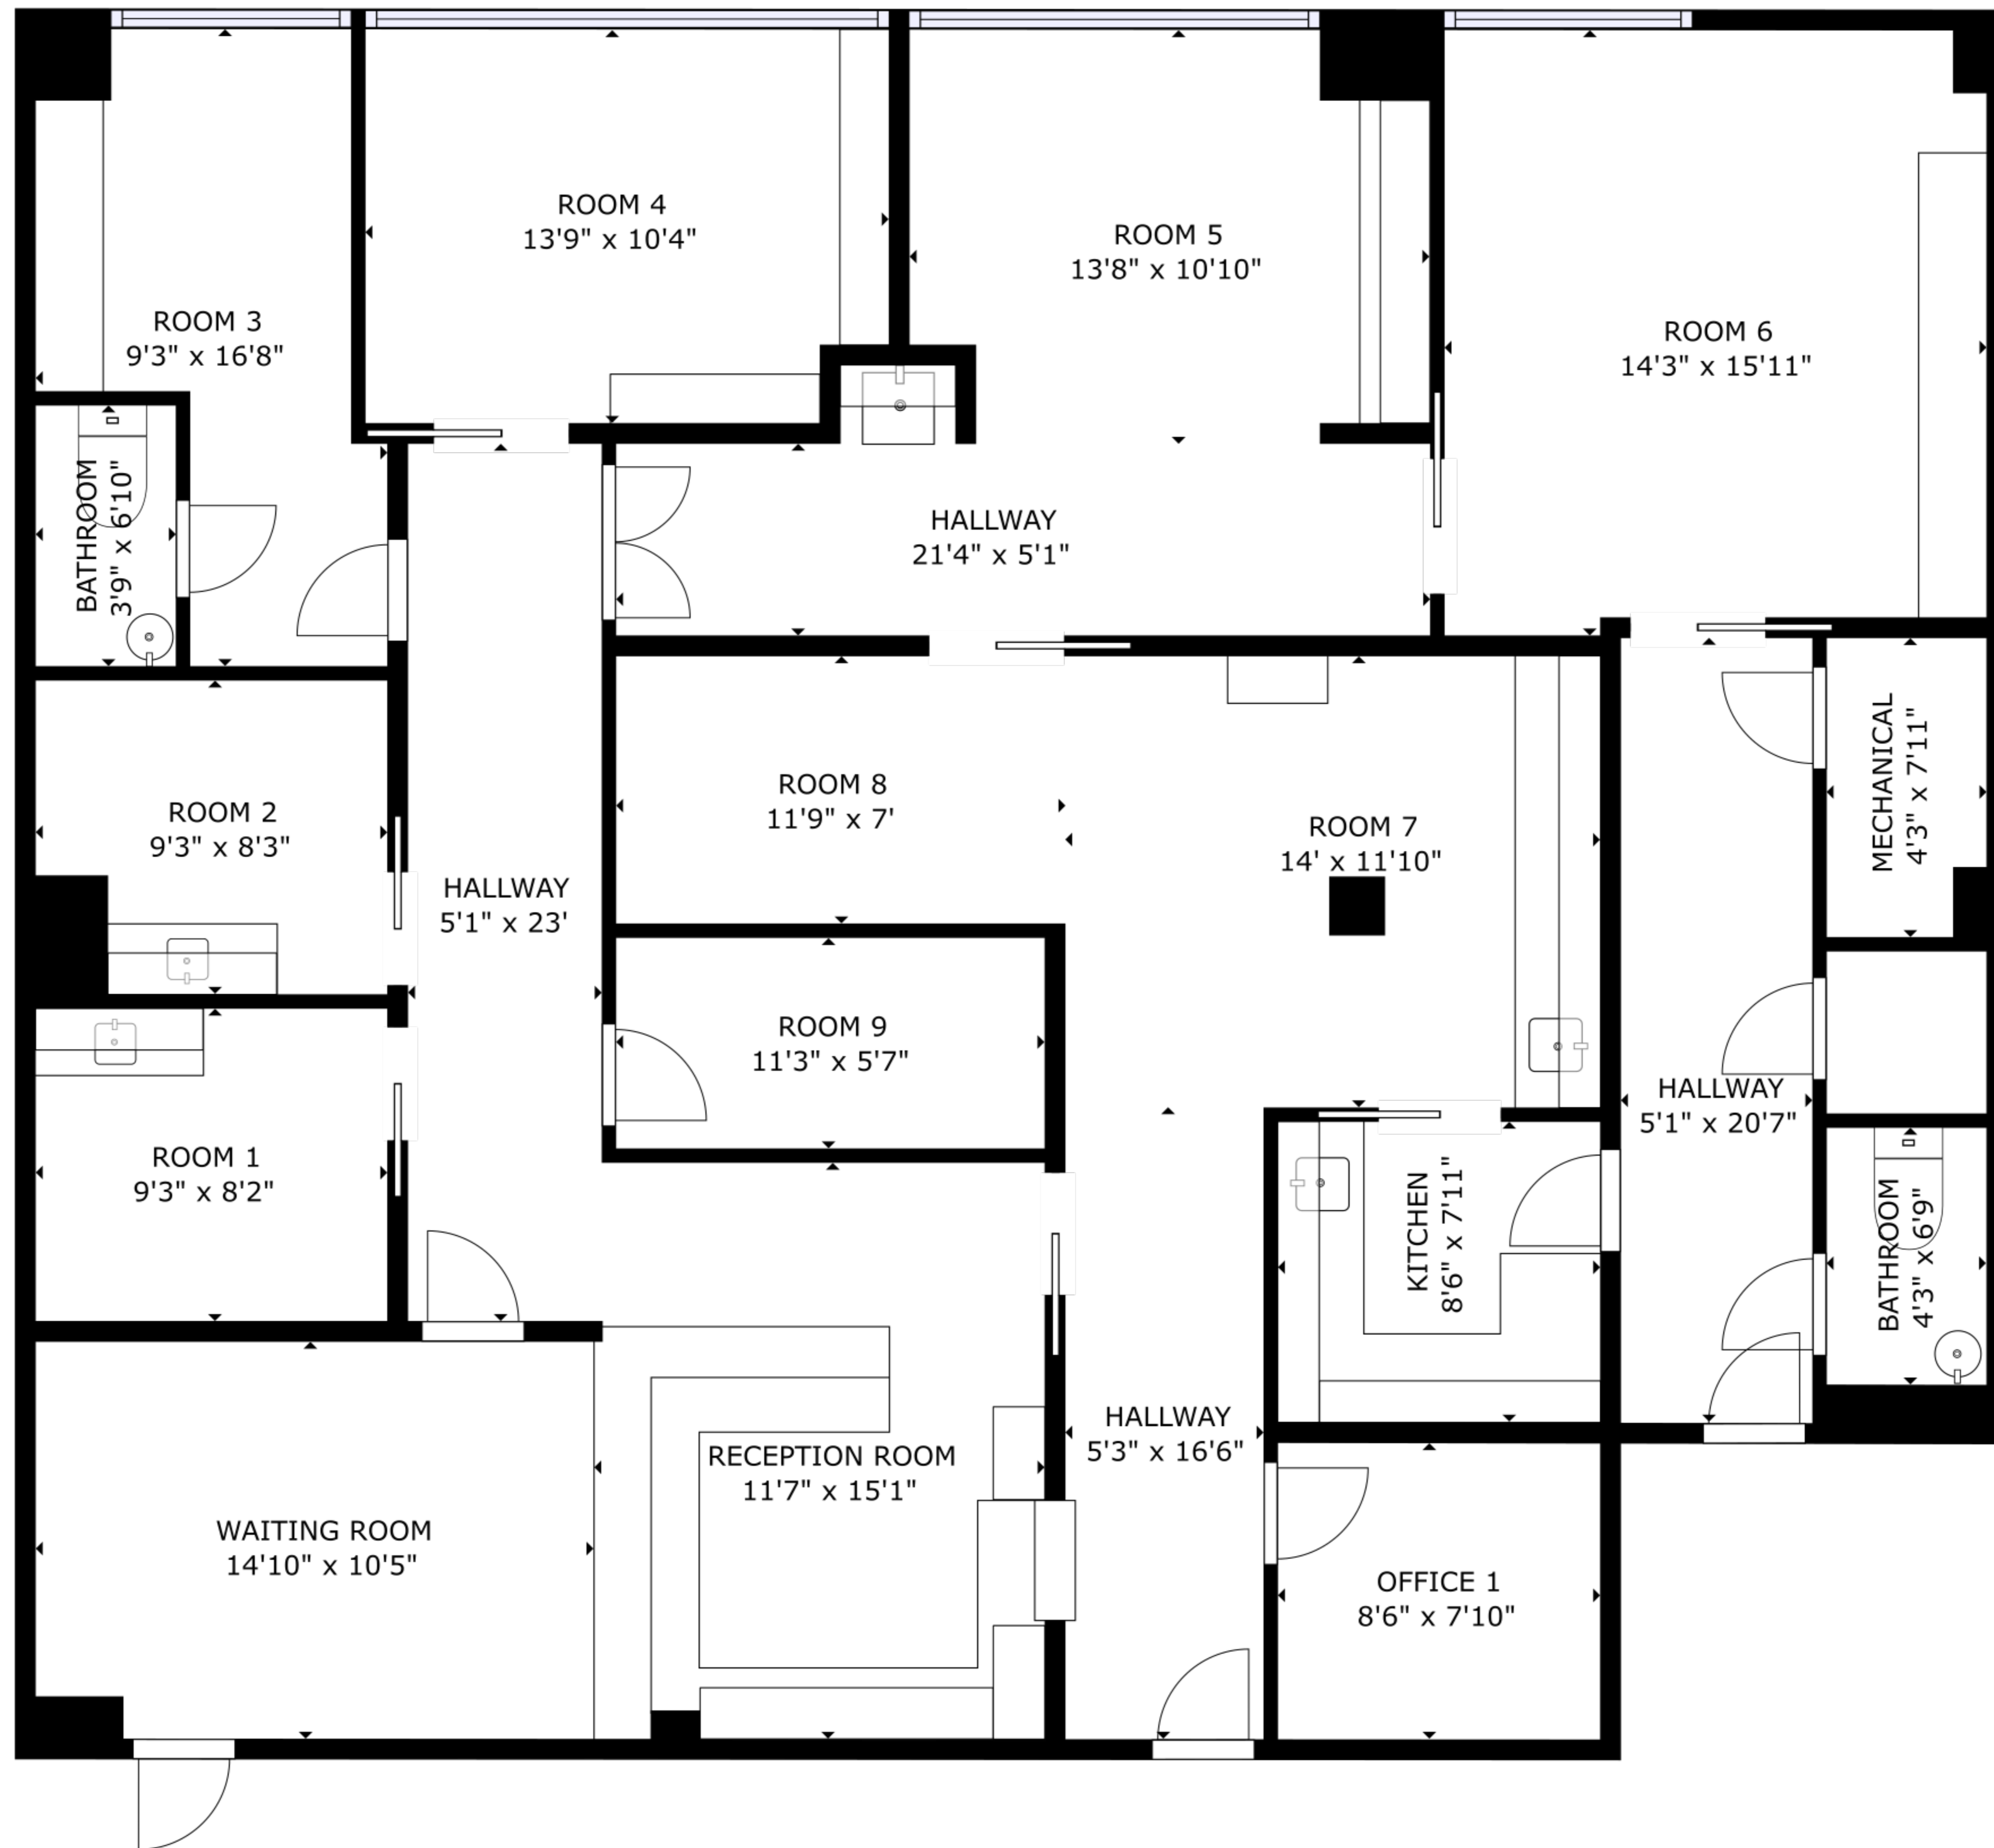 ROOM 4
13'9" x 10'4"
ROOM 5
13'8" x 10'10"
ROOM 3
9'3" x 16'8"
ROOM 6
14'3" x 15'11"
BATHROOM
3'9" x 6'10"
HALLWAY
21'4" x 5'1"
ROOM 2
9'3" x 8'3"
ROOM 8
11'9" x 7'
ROOM 7
14' x 11'10"
MECHANICAL
4'3" x 7'11"
HALLWAY
5'1" x 23'
ROOM 9
11'3" x 5'7"
HALLWAY
5'1" x 20'7"
ROOM 1
9'3" x 8'2"
KITCHEN
8'6" x 7'11"
BATHROOM
4'3" x 6'9"
HALLWAY
5'3" x 16'6"
RECEPTION ROOM
11'7" x 15'1"
WAITING ROOM
14'10" x 10'5"
OFFICE 1
8'6" x 7'10"